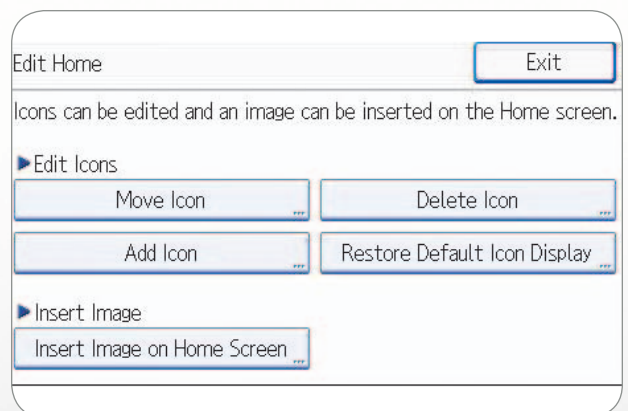 Edit Home
Exit
Icons can be edited and an image can be inserted on the Home screen.
▶Edit Icons
Move Icon
Delete Icon
Add Icon
Restore Default Icon Display
▶Insert Image
Insert Image on Home Screen